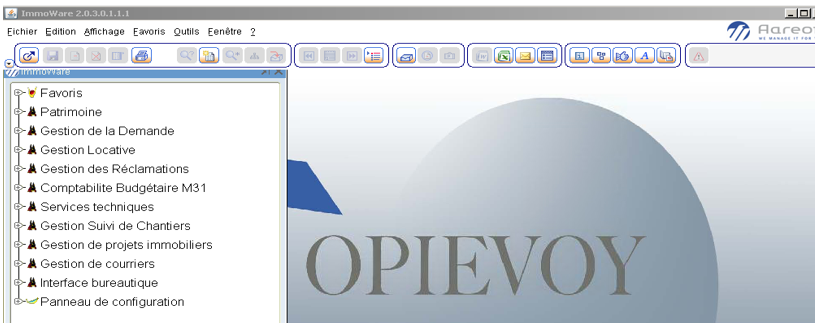 ImmoWare 2.0.3.0.1.1.1
Fichier Edition Affichage Favoris Outils Fenêtre ?
Aareo
WE MANAGE IT FOR
ImmoWare
Favoris
Patrimoine
Gestion de la Demande
Gestion Locative
Gestion des Réclamations
Comptabilite Budgétaire M31
Services techniques
Gestion Suivi de Chantiers
Gestion de projets immobiliers
Gestion de courriers
Interface bureautique
Panneau de configuration
OPIEVOY